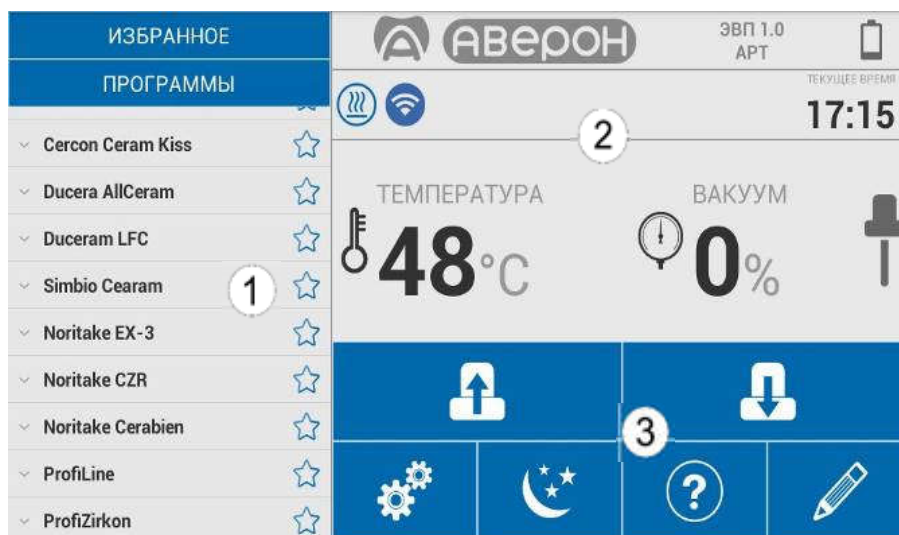 ИЗБРАННОЕ
ПРОГРАММЫ
Cercon Ceram Kiss
Ducera AllCeram
Duceram LFC
Simbio Cearam
Noritake EX-3
Noritake CZR
Noritake Cerabien
ProfiLine
ProfiZirkon
1
Аверон
ЭВП 1.0
АРТ
ТЕКУЩЕЕ ВРЕМЯ
17:15
2
ТЕМПЕРАТУРА
48°C
ВАКУУМ
0%
3
?